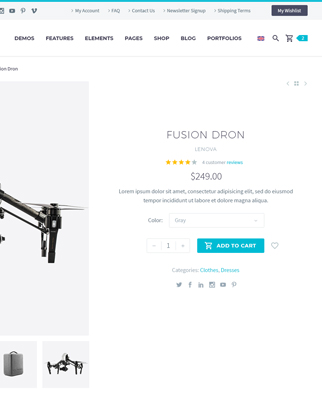 My Account
FAQ
Contact Us
Newsletter Signup
Shipping Terms
My Wishlist
DEMOS
FEATURES
ELEMENTS
PAGES
SHOP
BLOG
PORTFOLIOS
2
sion Dron
FUSION DRON
LENOVA
4 customer reviews
$249.00
Lorem ipsum dolor sit amet, consectetur adipisicing elit, sed do eiusmod
tempor incididunt ut labore et dolore magna aliqua.
Color:
Gray
- 1 +
ADD TO CART
Categories: Clothes, Dresses